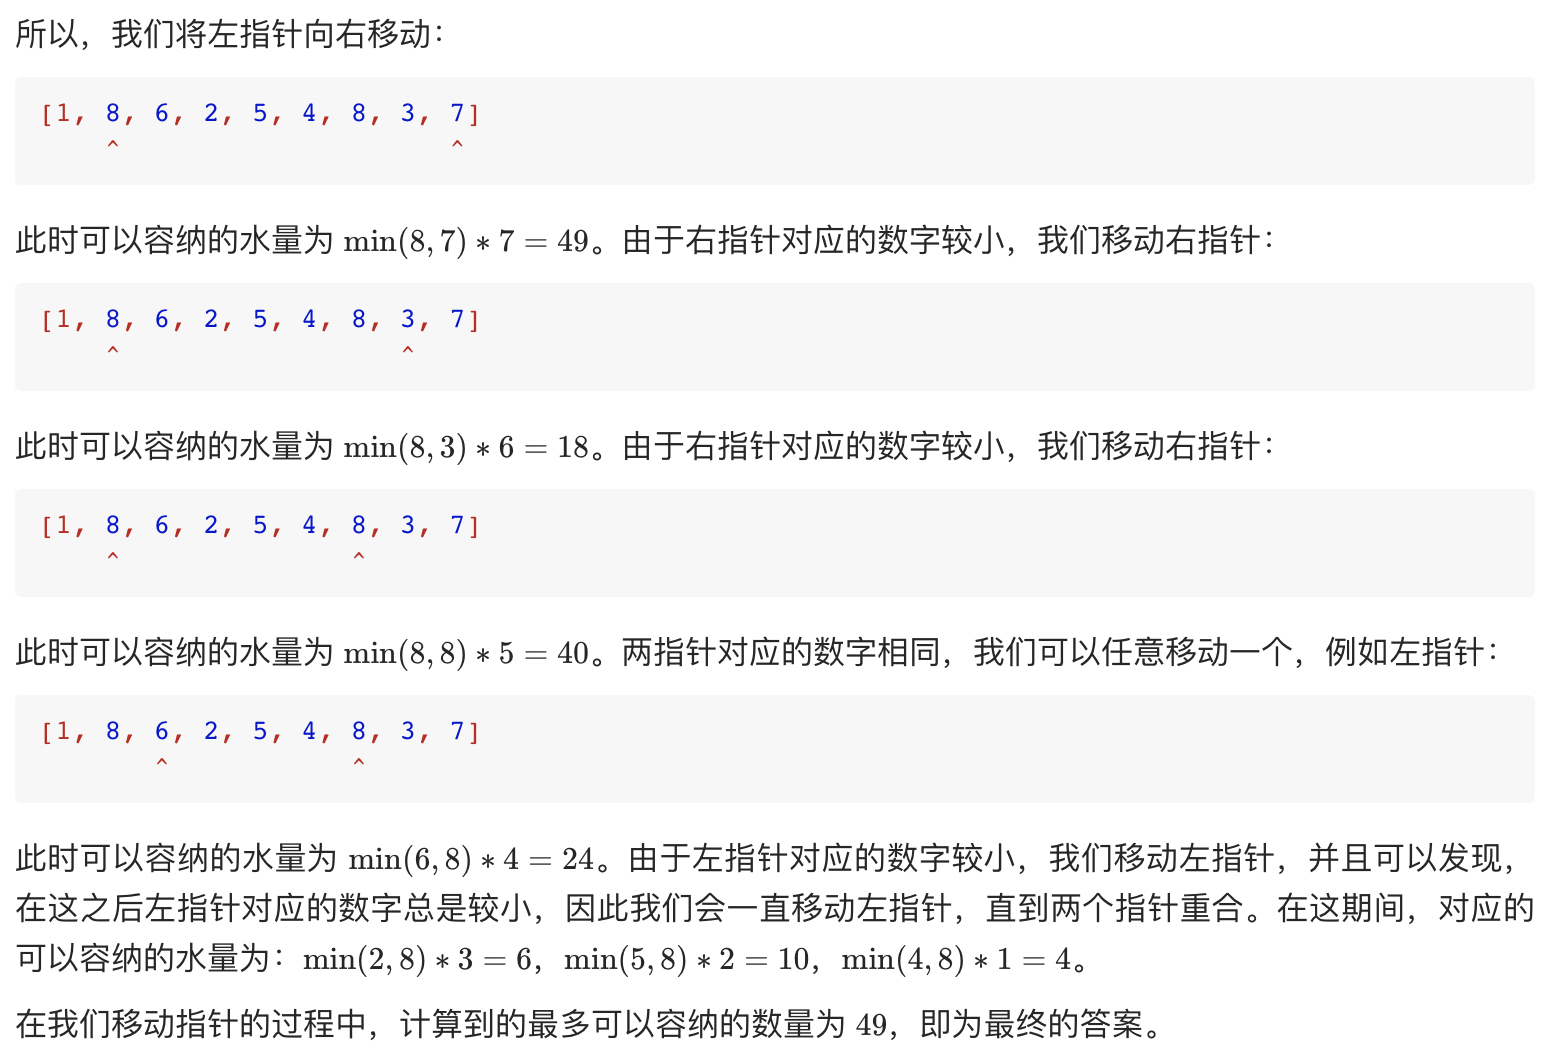 所以，我们将左指针向右移动：
[1, 8, 6, 2, 5, 4, 8, 3, 7]
    ^                    ^
此时可以容纳的水量为 min(8, 7) ∗ 7 = 49。由于右指针对应的数字较小，我们移动右指针：
[1, 8, 6, 2, 5, 4, 8, 3, 7]
    ^                 ^
此时可以容纳的水量为 min(8, 3) ∗ 6 = 18。由于右指针对应的数字较小，我们移动右指针：
[1, 8, 6, 2, 5, 4, 8, 3, 7]
    ^              ^
此时可以容纳的水量为 min(8, 8) ∗ 5 = 40。两指针对应的数字相同，我们可以任意移动一个，例如左指针：
[1, 8, 6, 2, 5, 4, 8, 3, 7]
       ^           ^
此时可以容纳的水量为 min(6, 8) ∗ 4 = 24。由于左指针对应的数字较小，我们移动左指针，并且可以发现，
在这之后左指针对应的数字总是较小，因此我们会一直移动左指针，直到两个指针重合。在这期间，对应的
可以容纳的水量为：min(2, 8) ∗ 3 = 6，min(5, 8) ∗ 2 = 10，min(4, 8) ∗ 1 = 4。
在我们移动指针的过程中，计算到的最多可以容纳的数量为 49，即为最终的答案。